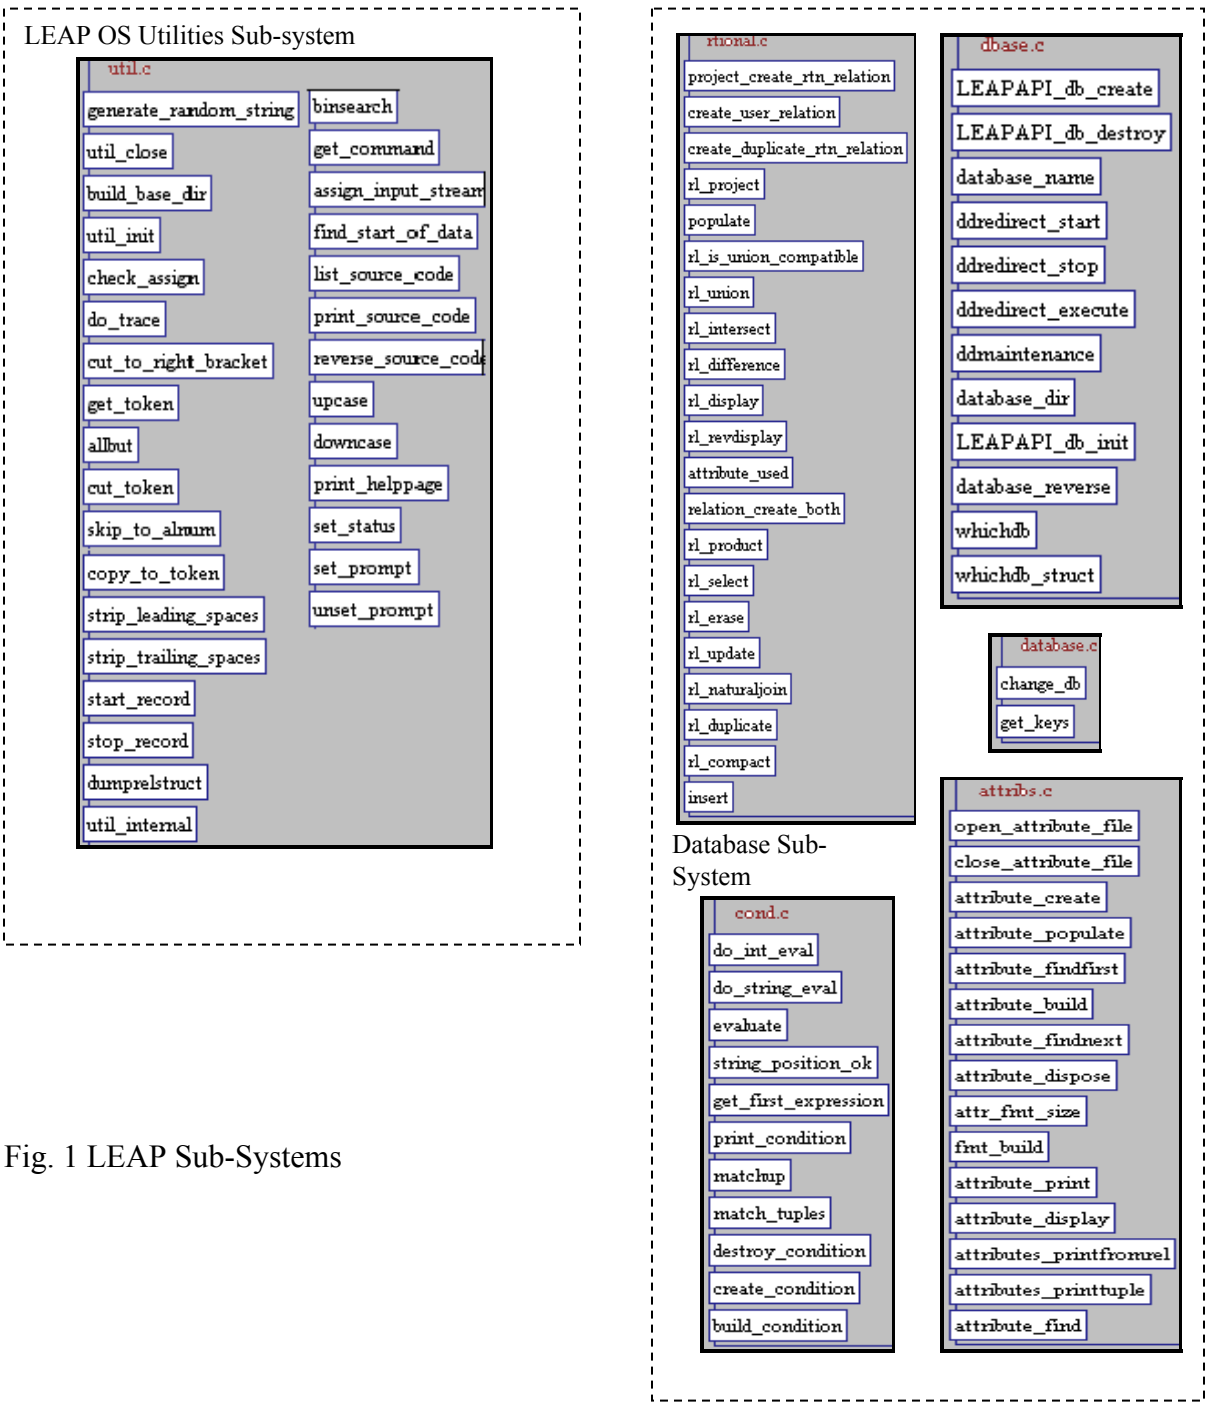 LEAP OS Utilities Sub-system
util.c
generate_random_string
util_close
build_base_dir
util_init
check_assign
do_trace
cut_to_right_bracket
get_token
allbut
cut_token
skip_to_alnum
copy_to_token
strip_leading_spaces
strip_trailing_spaces
start_record
stop_record
dumprelstruct
util_internal
binsearch
get_command
assign_input_stream
find_start_of_data
list_source_code
print_source_code
reverse_source_code
upcase
downcase
print_helppage
set_status
set_prompt
unset_prompt
rtional.c
project_create_rtn_relation
create_user_relation
create_duplicate_rtn_relation
rl_project
populate
rl_is_union_compatible
rl_union
rl_intersect
rl_difference
rl_display
rl_revdisplay
attribute_used
relation_create_both
rl_product
rl_select
rl_erase
rl_update
rl_naturaljoin
rl_duplicate
rl_compact
insert
Database Sub-
System
cond.c
do_int_eval
do_string_eval
evaluate
string_position_ok
get_first_expression
print_condition
matchup
match_tuples
destroy_condition
create_condition
build_condition
dbase.c
LEAPAPI_db_create
LEAPAPI_db_destroy
database_name
ddredirect_start
ddredirect_stop
ddredirect_execute
ddmaintenance
database_dir
LEAPAPI_db_init
database_reverse
whichdb
whichdb_struct
database.c
change_db
get_keys
attribs.c
open_attribute_file
close_attribute_file
attribute_create
attribute_populate
attribute_findfirst
attribute_build
attribute_findnext
attribute_dispose
attr_fmt_size
fmt_build
attribute_print
attribute_display
attributes_printfromrel
attributes_printtuple
attribute_find
Fig. 1 LEAP Sub-Systems